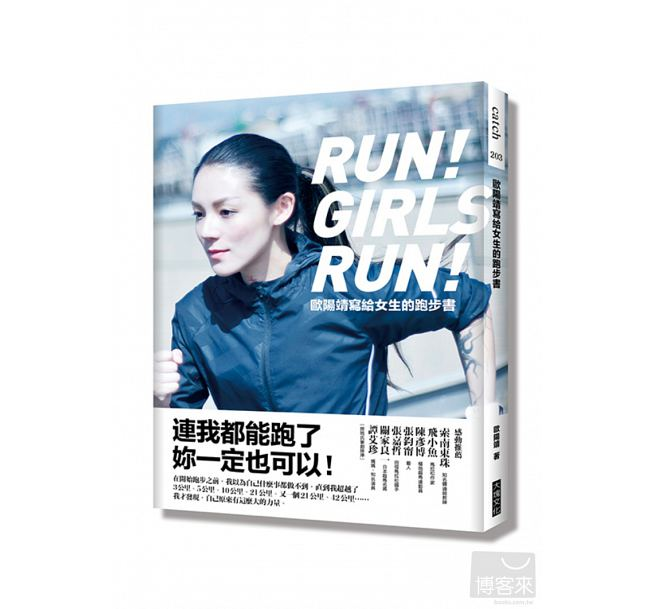 RUN!
GIRLS
RUN!
歐陽靖寫給女生的跑步書
連我都能跑了
妳一定也可以!
在開始跑步之前,我以為自己什麼事都做不到,直到我超越了
3公里、5公里、10公里、21公里、又一個21公里、42公里……
我才發現,自己原來有這麼大的力量。
感動推薦
索南東珠
飛小魚
陳彥博
張鈞甯
張嘉哲
關家良一
譚艾珍
catch
203
歐陽靖寫給女生的跑步書
歐陽靖 著
大塊文化
博客來
books.com.tw